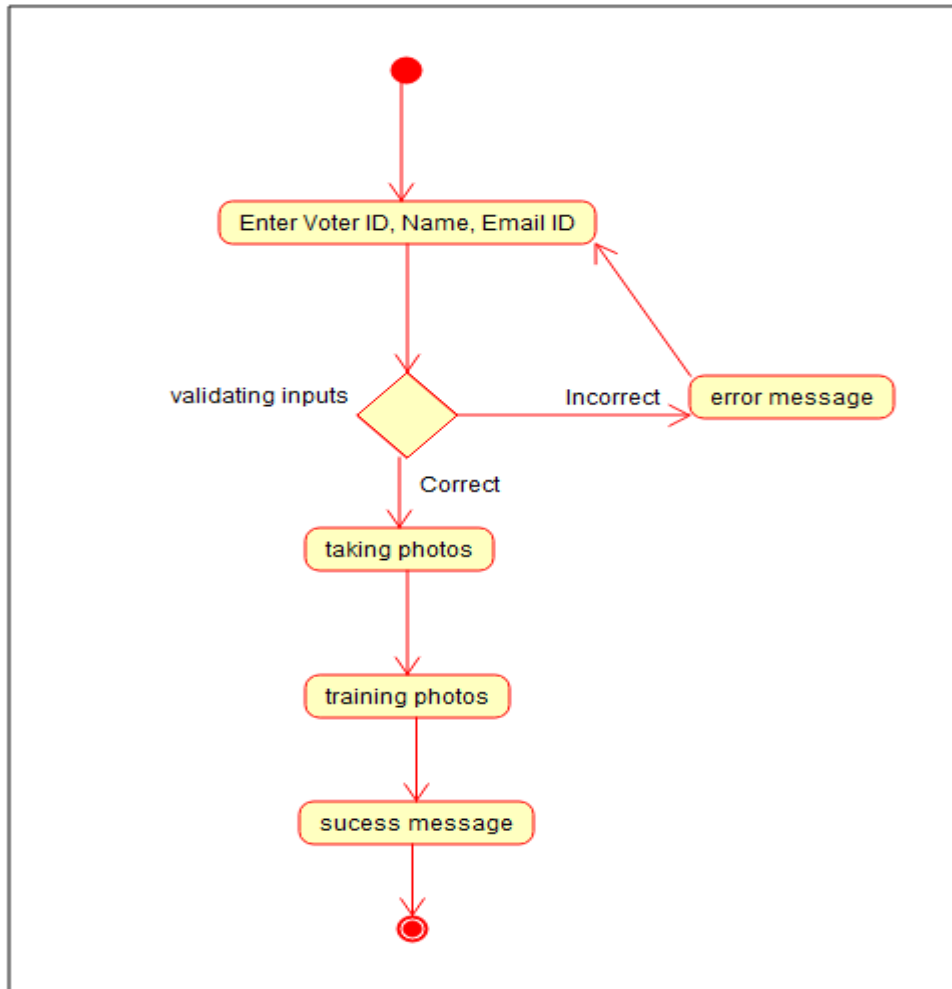 Enter Voter ID, Name, Email ID
validating inputs
Incorrect
error message
Correct
taking photos
training photos
sucess message